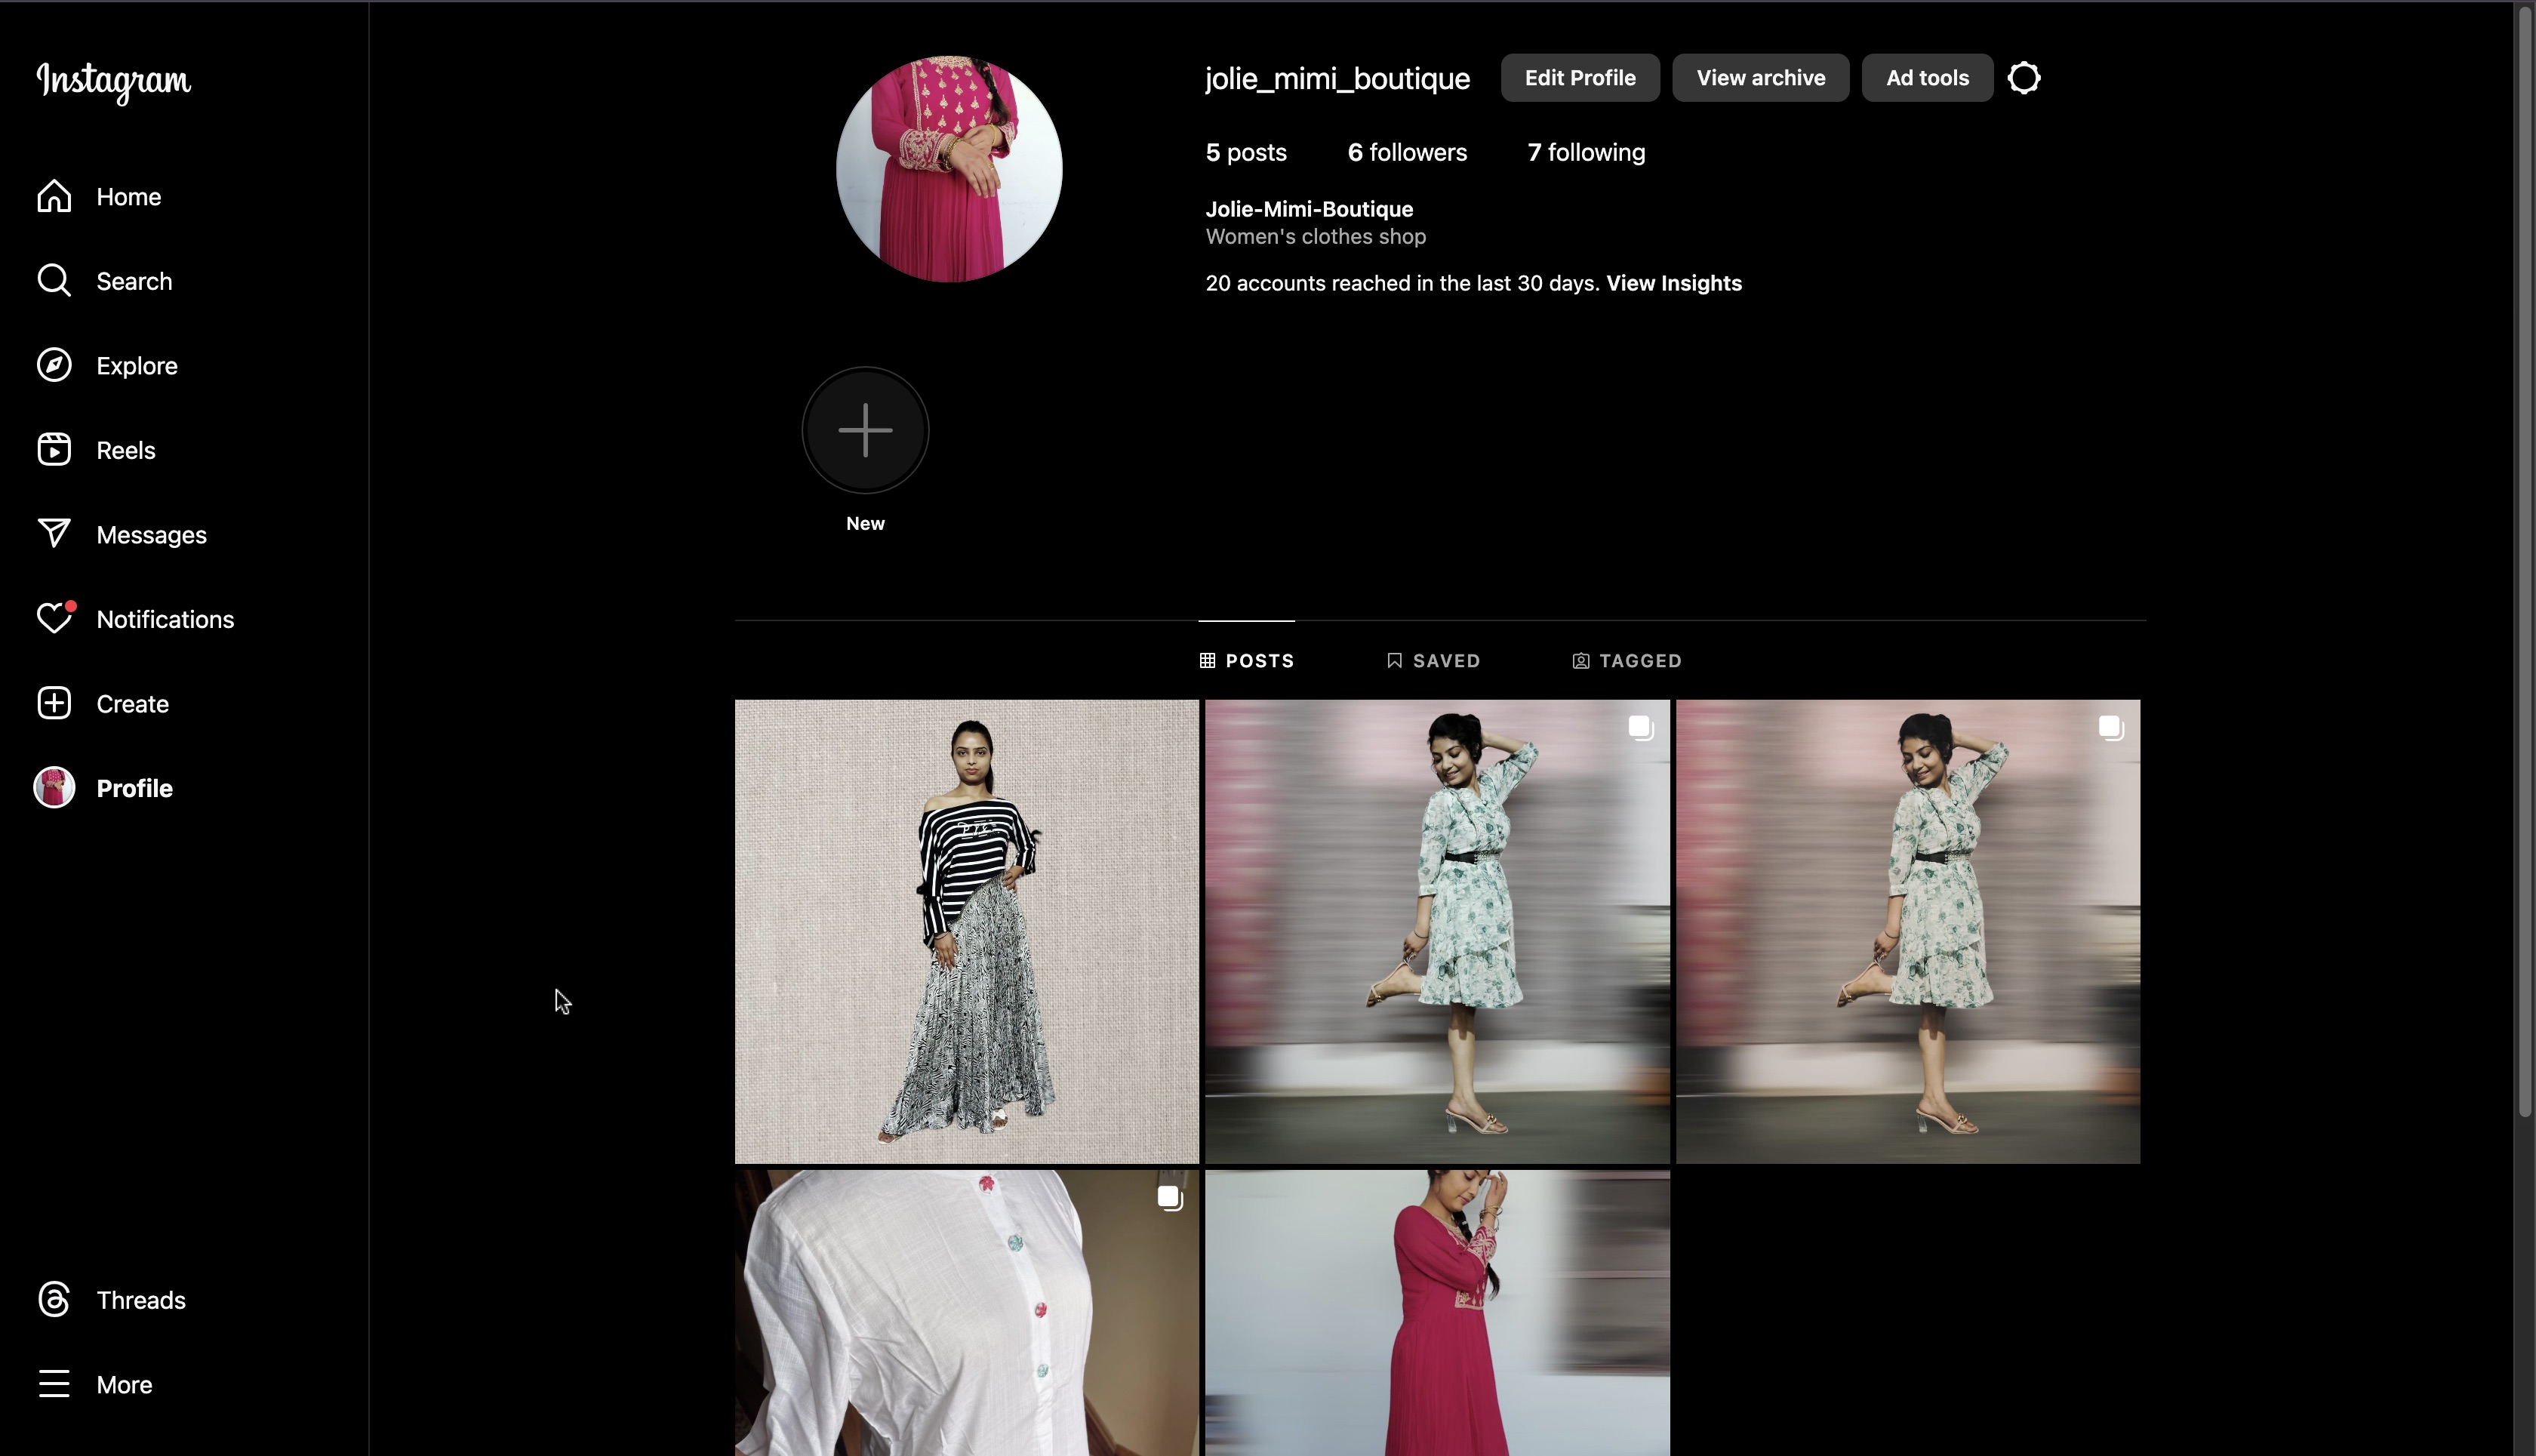 Instagram
Home
Search
Explore
Reels
Messages
Notifications
Create
Profile
Threads
More
jolie_mimi_boutique Edit Profile View archive Ad tools
5 posts 6 followers 7 following
Jolie-Mimi-Boutique
Women's clothes shop
20 accounts reached in the last 30 days. View Insights
New
POSTS SAVED TAGGED